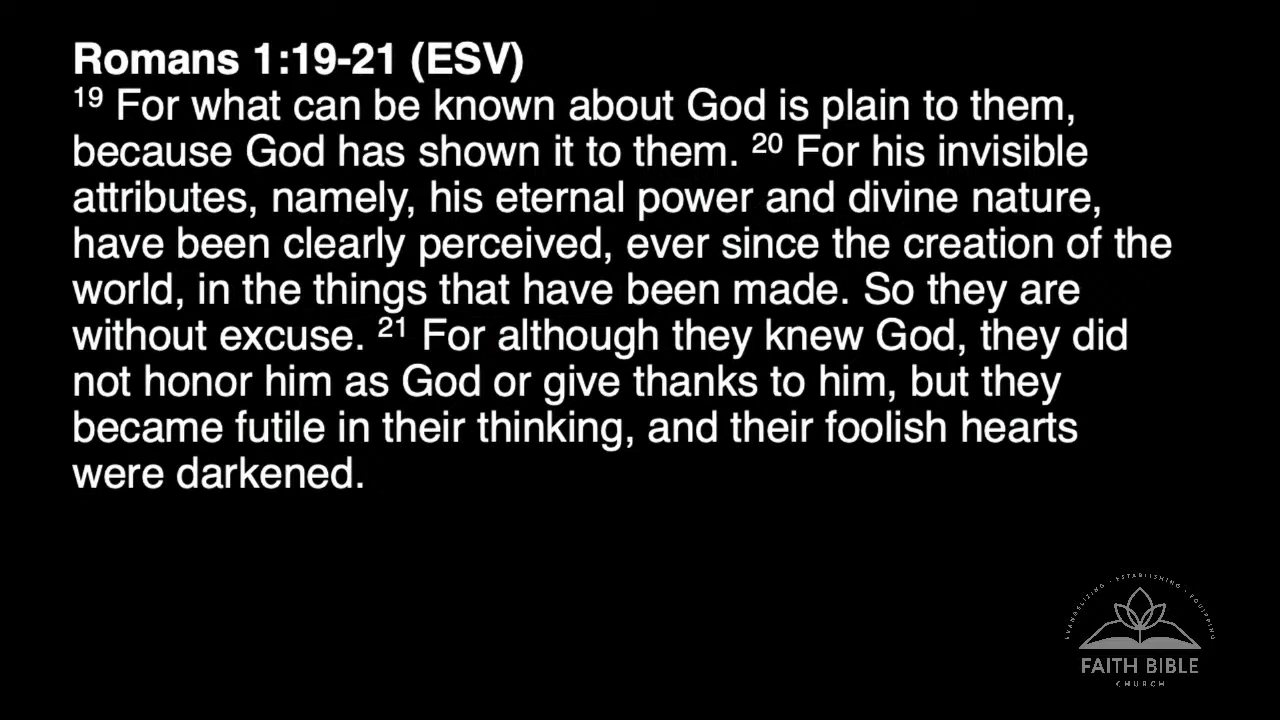 Romans 1:19-21 (ESV)
19 For what can be known about God is plain to them,
because God has shown it to them. 20 For his invisible
attributes, namely, his eternal power and divine nature,
have been clearly perceived, ever since the creation of the
world, in the things that have been made. So they are
without excuse. 21 For although they knew God, they did
not honor him as God or give thanks to him, but they
became futile in their thinking, and their foolish hearts
were darkened.
EVANGELIZING · ESTABLISHING · EQUIPPING
FAITH BIBLE
CHURCH